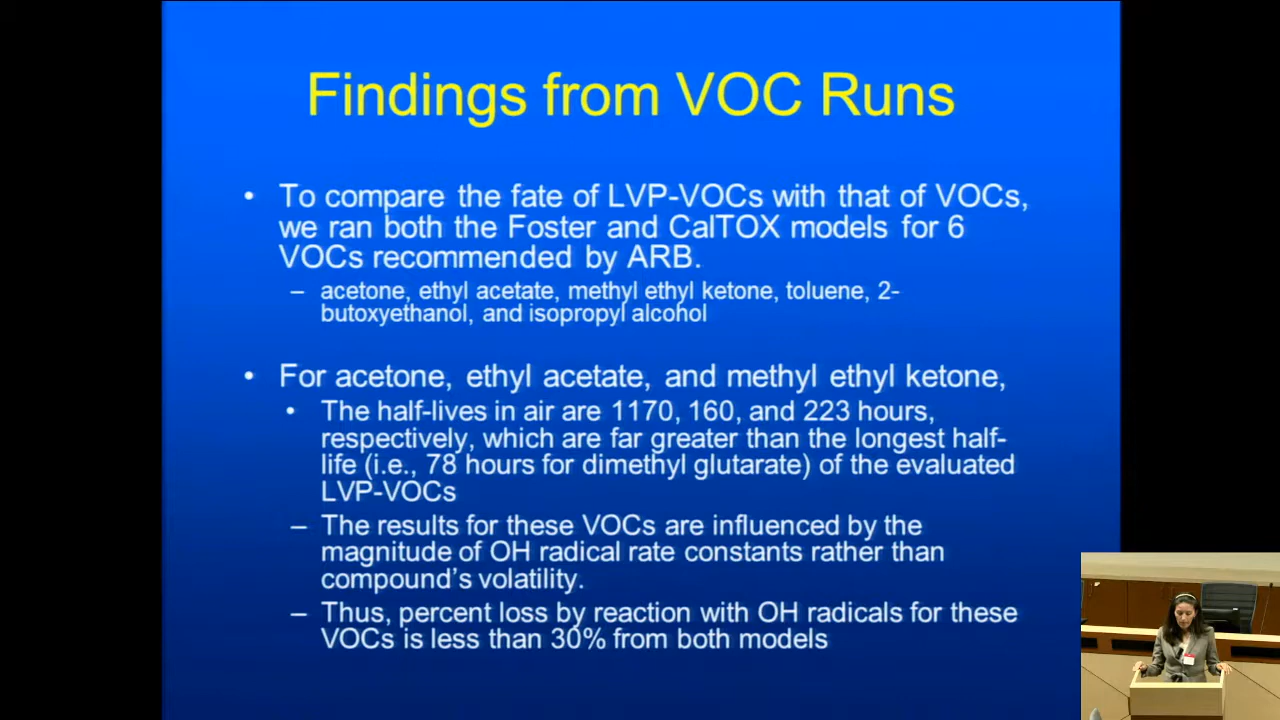 Findings from VOC Runs
• To compare the fate of LVP-VOCs with that of VOCs,
we ran both the Foster and CalTOX models for 6
VOCs recommended by ARB.
– acetone, ethyl acetate, methyl ethyl ketone, toluene, 2-
butoxyethanol, and isopropyl alcohol
• For acetone, ethyl acetate, and methyl ethyl ketone,
• The half-lives in air are 1170, 160, and 223 hours,
respectively, which are far greater than the longest half-
life (i.e., 78 hours for dimethyl glutarate) of the evaluated
LVP-VOCs
– The results for these VOCs are influenced by the
magnitude of OH radical rate constants rather than
compound's volatility.
– Thus, percent loss by reaction with OH radicals for these
VOCs is less than 30% from both models